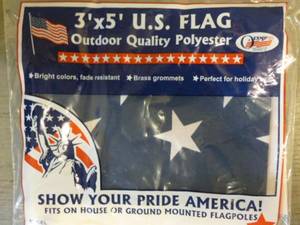 3'x5' U.S. FLAG
Outdoor Quality Polyester
• Bright colors, fade resistant • Brass grommets • Perfect for holiday
SHOW YOUR PRIDE AMERICA!
FITS ON HOUSE OR GROUND MOUNTED FLAGPOLES